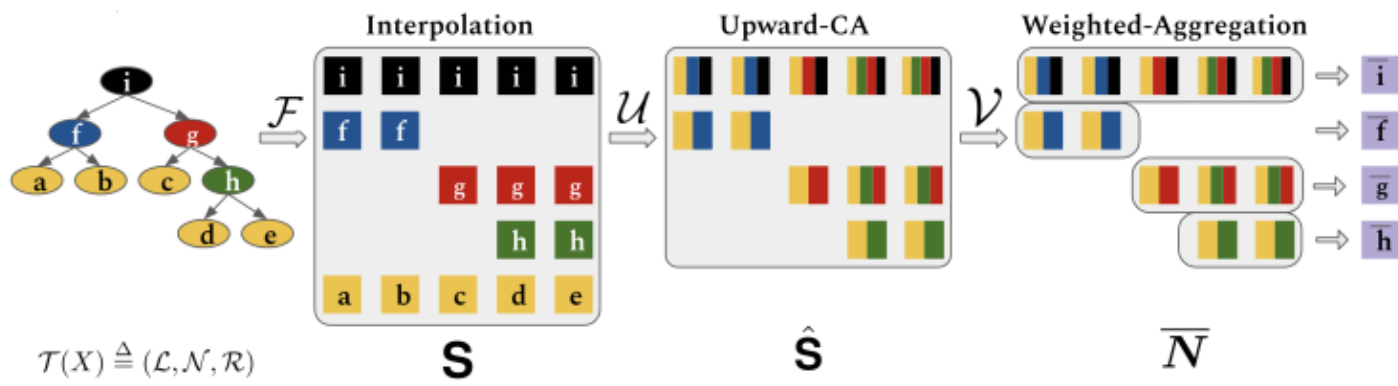 Interpolation Upward-CA Weighted-Aggregation
i i i i i i i̅
ℱ 𝒰 𝒱
f g f f f̅
a b c h g g g g̅
d e h h h̅
a b c d e
𝒯(X) ≜ (ℒ, 𝒩, ℛ) S Ŝ N̅